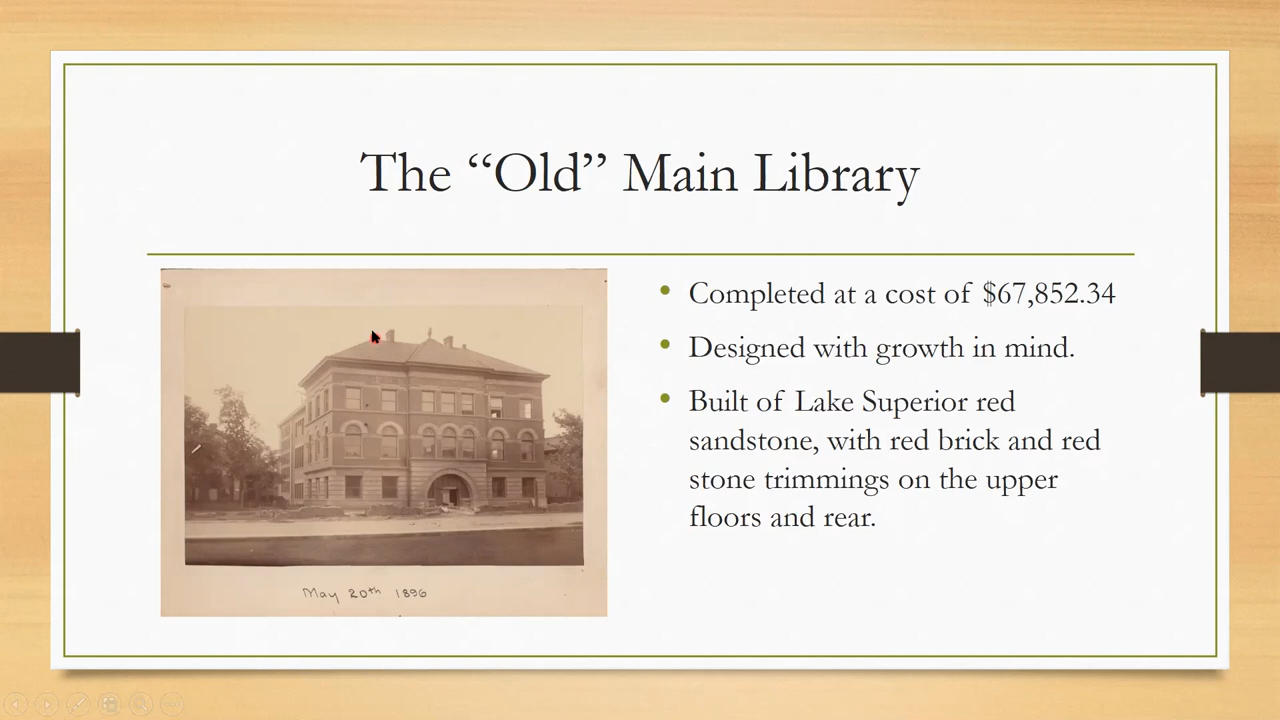 The “Old” Main Library
May 20th 1896
• Completed at a cost of $67,852.34
• Designed with growth in mind.
• Built of Lake Superior red
sandstone, with red brick and red
stone trimmings on the upper
floors and rear.